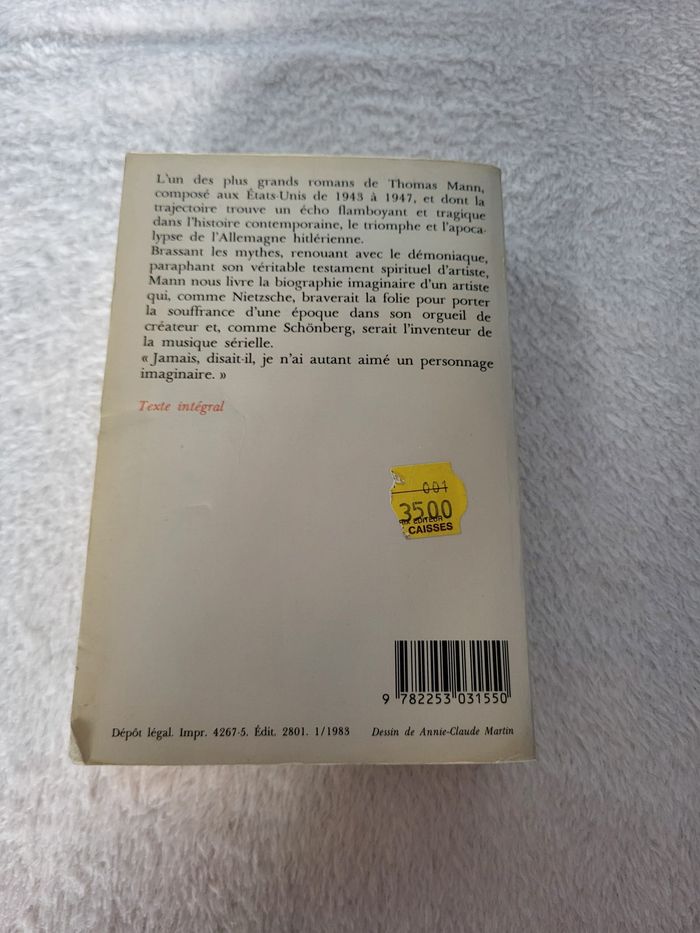 L'un des plus grands romans de Thomas Mann,
composé aux États-Unis de 1943 à 1947, et dont la
trajectoire trouve un écho flamboyant et tragique
dans l'histoire contemporaine, le triomphe et l'apoca-
lypse de l'Allemagne hitlérienne.
Brassant les mythes, renouant avec le démoniaque,
paraphant son véritable testament spirituel d'artiste,
Mann nous livre la biographie imaginaire d'un artiste
qui, comme Nietzsche, braverait la folie pour porter
la souffrance d'une époque dans son orgueil de
créateur et, comme Schönberg, serait l'inventeur de
la musique sérielle.
« Jamais, disait-il, je n'ai autant aimé un personnage
imaginaire. »
Texte intégral
001
3500
EDITEUR
CAISSES
9 782253 031550
Dépôt légal. Impr. 4267-5. Édit. 2801. 1/1983 Dessin de Annie-Claude Martin